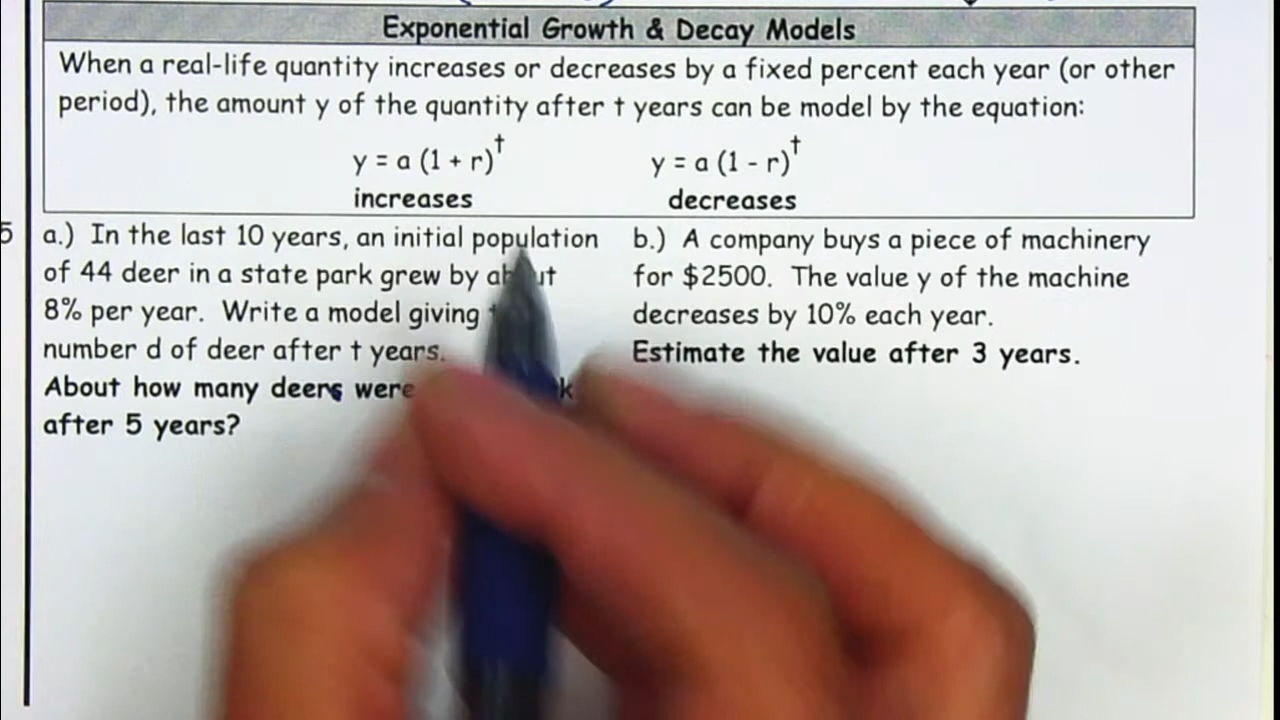 Exponential Growth & Decay Models
When a real-life quantity increases or decreases by a fixed percent each year (or other
period), the amount y of the quantity after t years can be model by the equation:
y = a (1 + r)^t
y = a (1 - r)^t
increases
decreases
5
a.) In the last 10 years, an initial population
of 44 deer in a state park grew by about
8% per year. Write a model giving
number d of deer after t years.
About how many deers were
after 5 years?
b.) A company buys a piece of machinery
for $2500. The value y of the machine
decreases by 10% each year.
Estimate the value after 3 years.